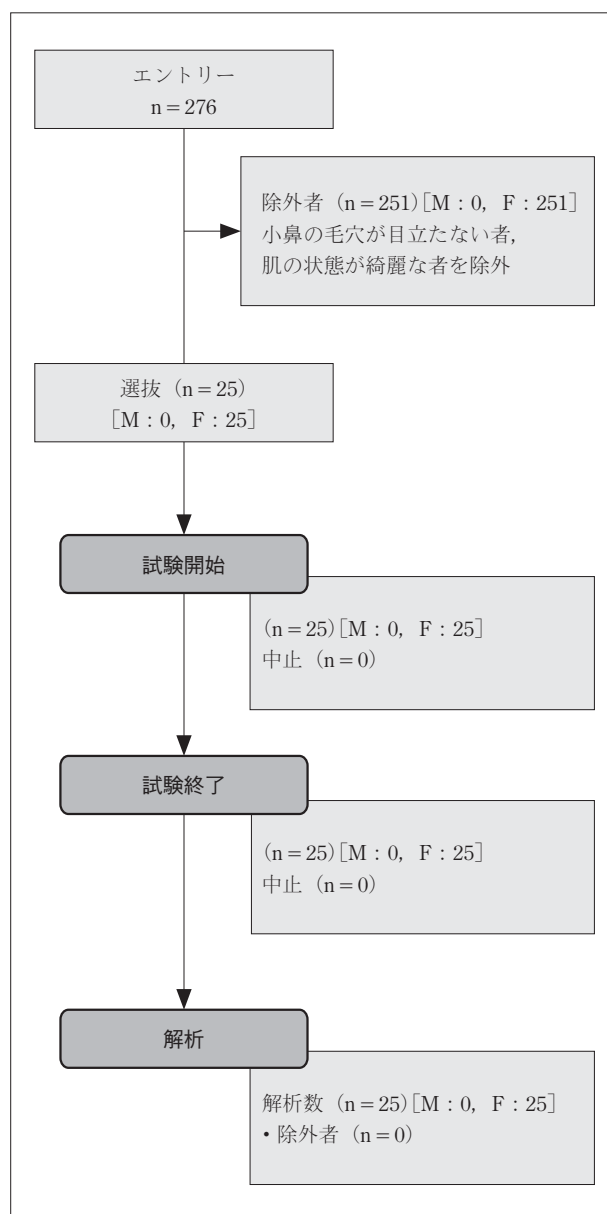 エントリー
n=276
除外者 (n=251)[M:0, F:251]
小鼻の毛穴が目立たない者,
肌の状態が綺麗な者を除外
選抜 (n=25)
[M:0, F:25]
試験開始
(n=25)[M:0, F:25]
中止 (n=0)
試験終了
(n=25)[M:0, F:25]
中止 (n=0)
解析
解析数 (n=25)[M:0, F:25]
・除外者 (n=0)